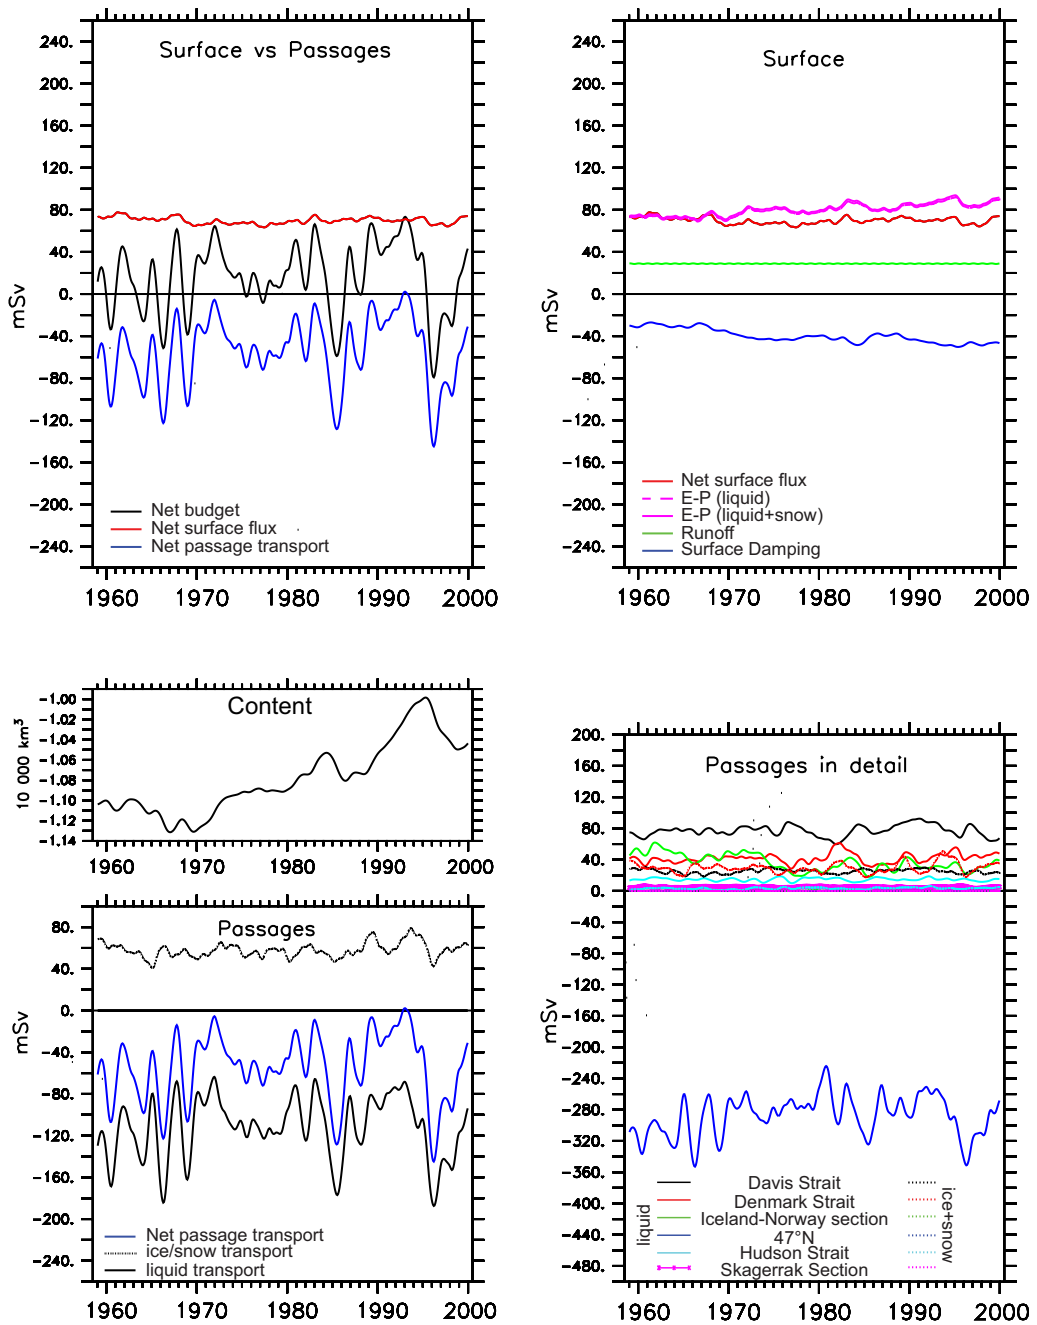 Surface vs Passages
240.
200.
160.
120.
80.
40.
0.
-40.
-80.
-120.
-160.
-200.
-240.
mSv
Net budget
Net surface flux
Net passage transport
1960 1970 1980 1990 2000
Surface
240.
200.
160.
120.
80.
40.
0.
-40.
-80.
-120.
-160.
-200.
-240.
mSv
Net surface flux
E-P (liquid)
E-P (liquid+snow)
Runoff
Surface Damping
1960 1970 1980 1990 2000
Content
-1.00
-1.02
-1.04
-1.06
-1.08
-1.10
-1.12
-1.14
10 000 km³
1960 1970 1980 1990 2000
Passages
80.
40.
0.
-40.
-80.
-120.
-160.
-200.
-240.
mSv
Net passage transport
ice/snow transport
liquid transport
1960 1970 1980 1990 2000
Passages in detail
200.
160.
120.
80.
40.
0.
-40.
-80.
-120.
-160.
-200.
-240.
-280.
-320.
-360.
-400.
-440.
-480.
mSv
liquid
Davis Strait
Denmark Strait
Iceland-Norway section
47°N
Hudson Strait
Skagerrak Section
ice+snow
1960 1970 1980 1990 2000